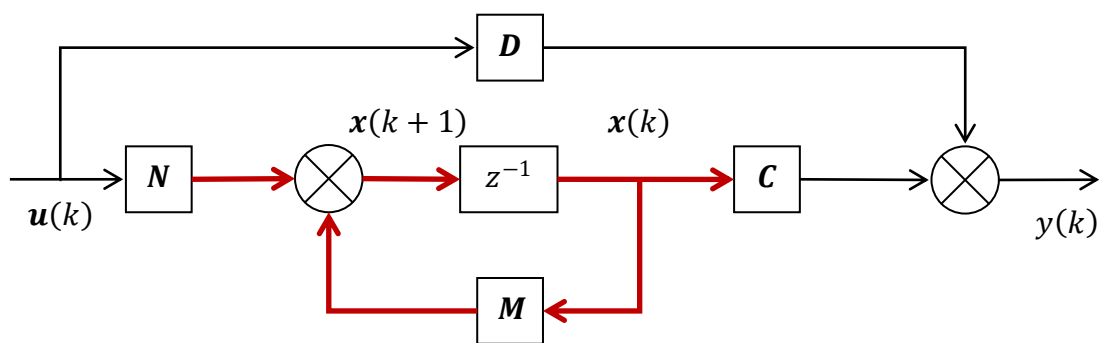 D
x(k + 1)
x(k)
N
z⁻¹
C
u(k)
y(k)
M